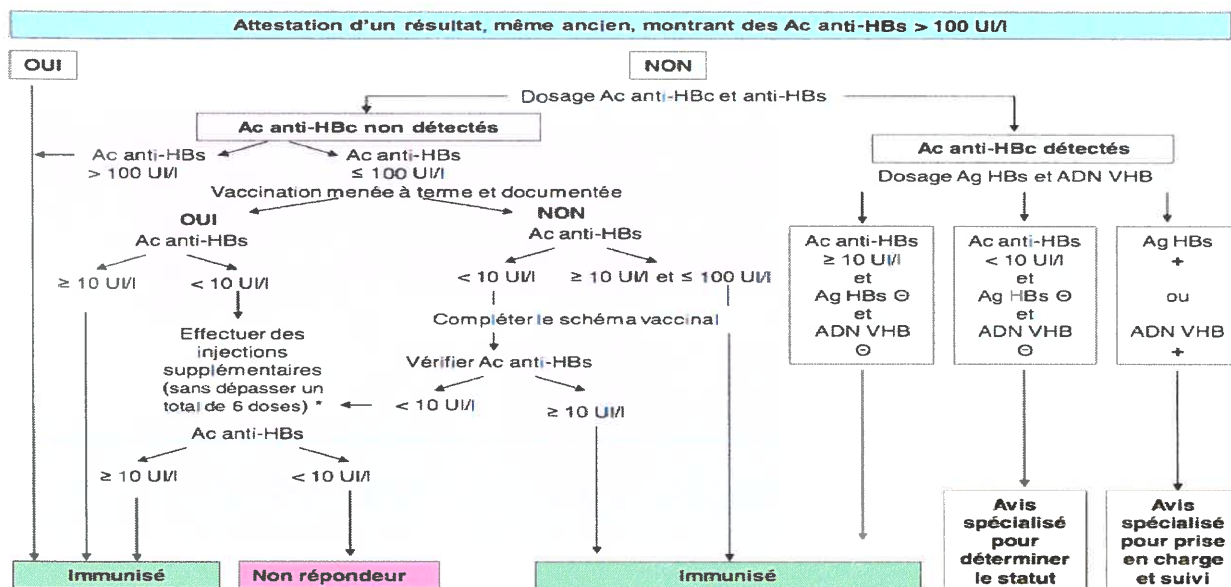 Attestation d'un résultat, même ancien, montrant des Ac anti-HBs > 100 UI/l
OUI
NON
Dosage Ac anti-HBc et anti-HBs
Ac anti-HBc non détectés
Ac anti-HBs
> 100 UI/l
Ac anti-HBs
≤ 100 UI/l
Vaccination menée à terme et documentée
OUI
Ac anti-HBs
≥ 10 UI/l
< 10 UI/l
Effectuer des
injections
supplémentaires
(sans dépasser un
total de 6 doses) *
Ac anti-HBs
≥ 10 UI/l
< 10 UI/l
NON
Ac anti-HBs
< 10 UI/l
≥ 10 UI/l et ≤ 100 UI/l
Compléter le schéma vaccinal
Vérifier Ac anti-HBs
< 10 UI/l
≥ 10 UI/l
Ac anti-HBc détectés
Dosage Ag HBs et ADN VHB
Ac anti-HBs
≥ 10 UI/l
et
Ag HBs ⊖
et
ADN VHB
⊖
Ac anti-HBs
< 10 UI/l
et
Ag HBs ⊖
et
ADN VHB
⊖
Ag HBs
+
ou
ADN VHB
+
Immunisé
Non répondeur
Immunisé
Avis
spécialisé
pour
déterminer
le statut
Avis
spécialisé
pour prise
en charge
et suivi